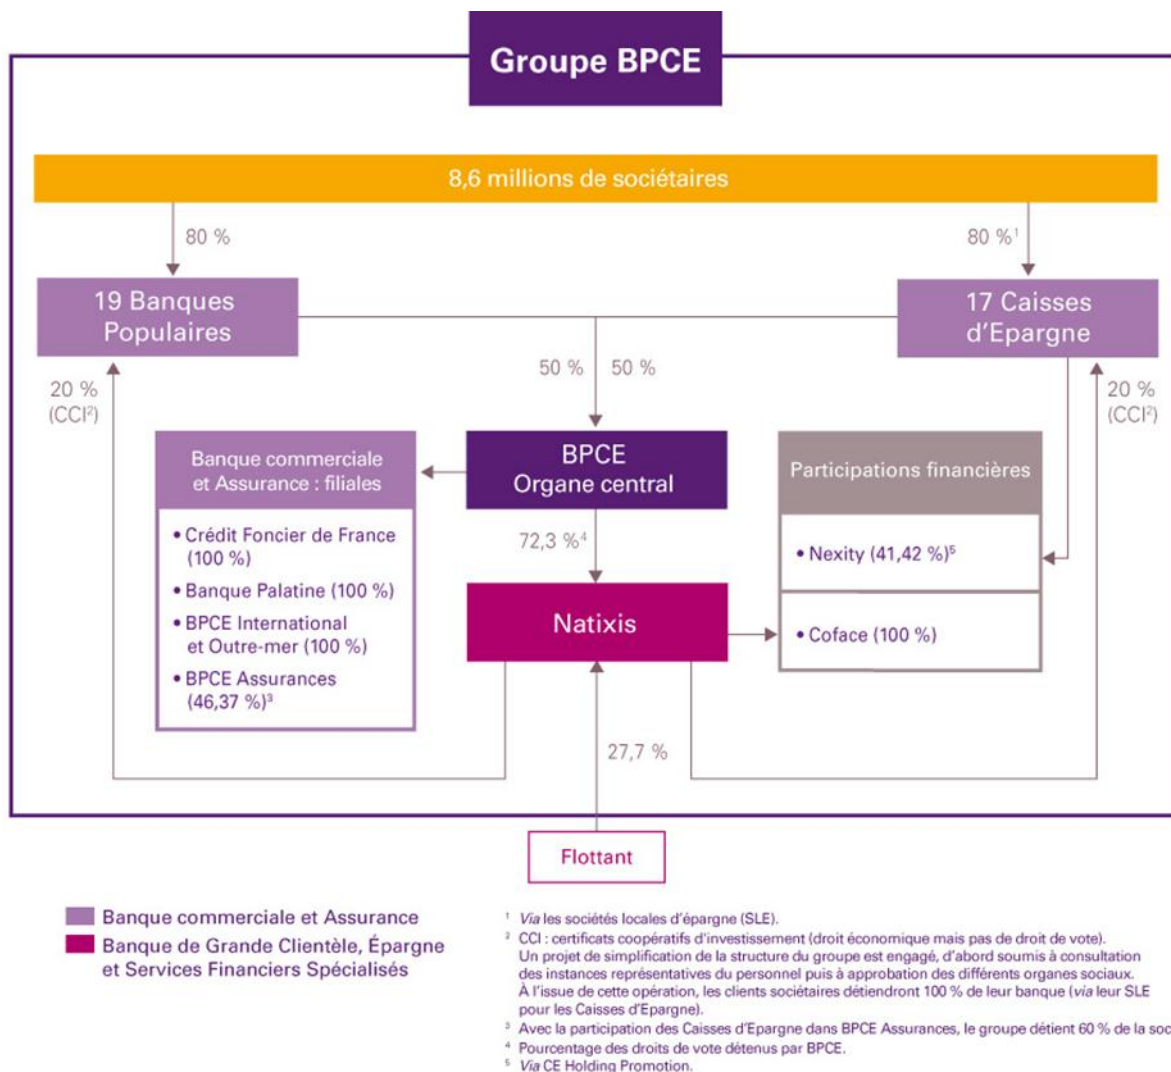 Groupe BPCE
8,6 millions de sociétaires
80 %
80 %¹
19 Banques
Populaires
17 Caisses
d'Epargne
50 %
50 %
20 %
(CCI²)
20 %
(CCI²)
Banque commerciale
et Assurance : filiales
• Crédit Foncier de France
(100 %)
• Banque Palatine (100 %)
• BPCE International
et Outre-mer (100 %)
• BPCE Assurances
(46,37 %)³
BPCE
Organe central
72,3 %⁴
Natixis
Participations financières
• Nexity (41,42 %)⁵
• Coface (100 %)
27,7 %
Flottant
Banque commerciale et Assurance
Banque de Grande Clientèle, Épargne
et Services Financiers Spécialisés
¹ Via les sociétés locales d'épargne (SLE).
² CCI : certificats coopératifs d'investissement (droit économique mais pas de droit de vote).
Un projet de simplification de la structure du groupe est engagé, d'abord soumis à consultation
des instances représentatives du personnel puis à approbation des différents organes sociaux.
À l'issue de cette opération, les clients sociétaires détiendront 100 % de leur banque (via leur SLE
pour les Caisses d'Epargne).
³ Avec la participation des Caisses d'Epargne dans BPCE Assurances, le groupe détient 60 % de la soc
⁴ Pourcentage des droits de vote détenus par BPCE.
⁵ Via CE Holding Promotion.